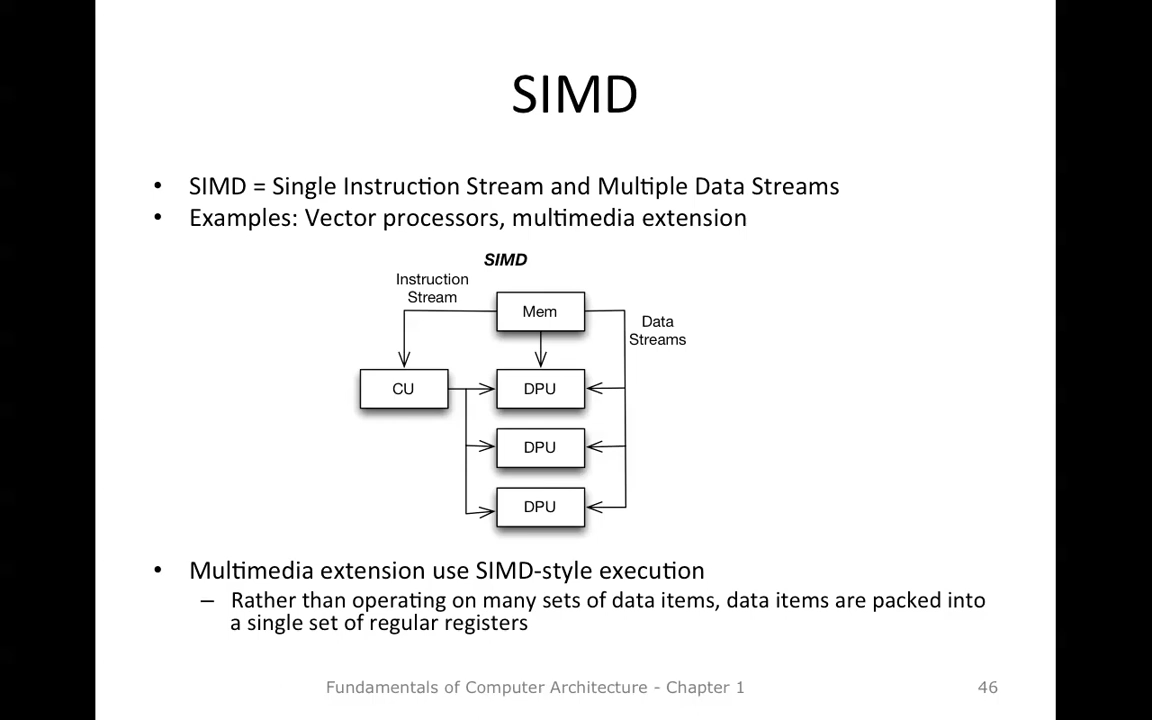 SIMD
• SIMD = Single Instruction Stream and Multiple Data Streams
• Examples: Vector processors, multimedia extension
SIMD
Instruction
Stream
Mem
Data
Streams
CU
DPU
DPU
DPU
• Multimedia extension use SIMD-style execution
– Rather than operating on many sets of data items, data items are packed into
a single set of regular registers
Fundamentals of Computer Architecture - Chapter 1
46